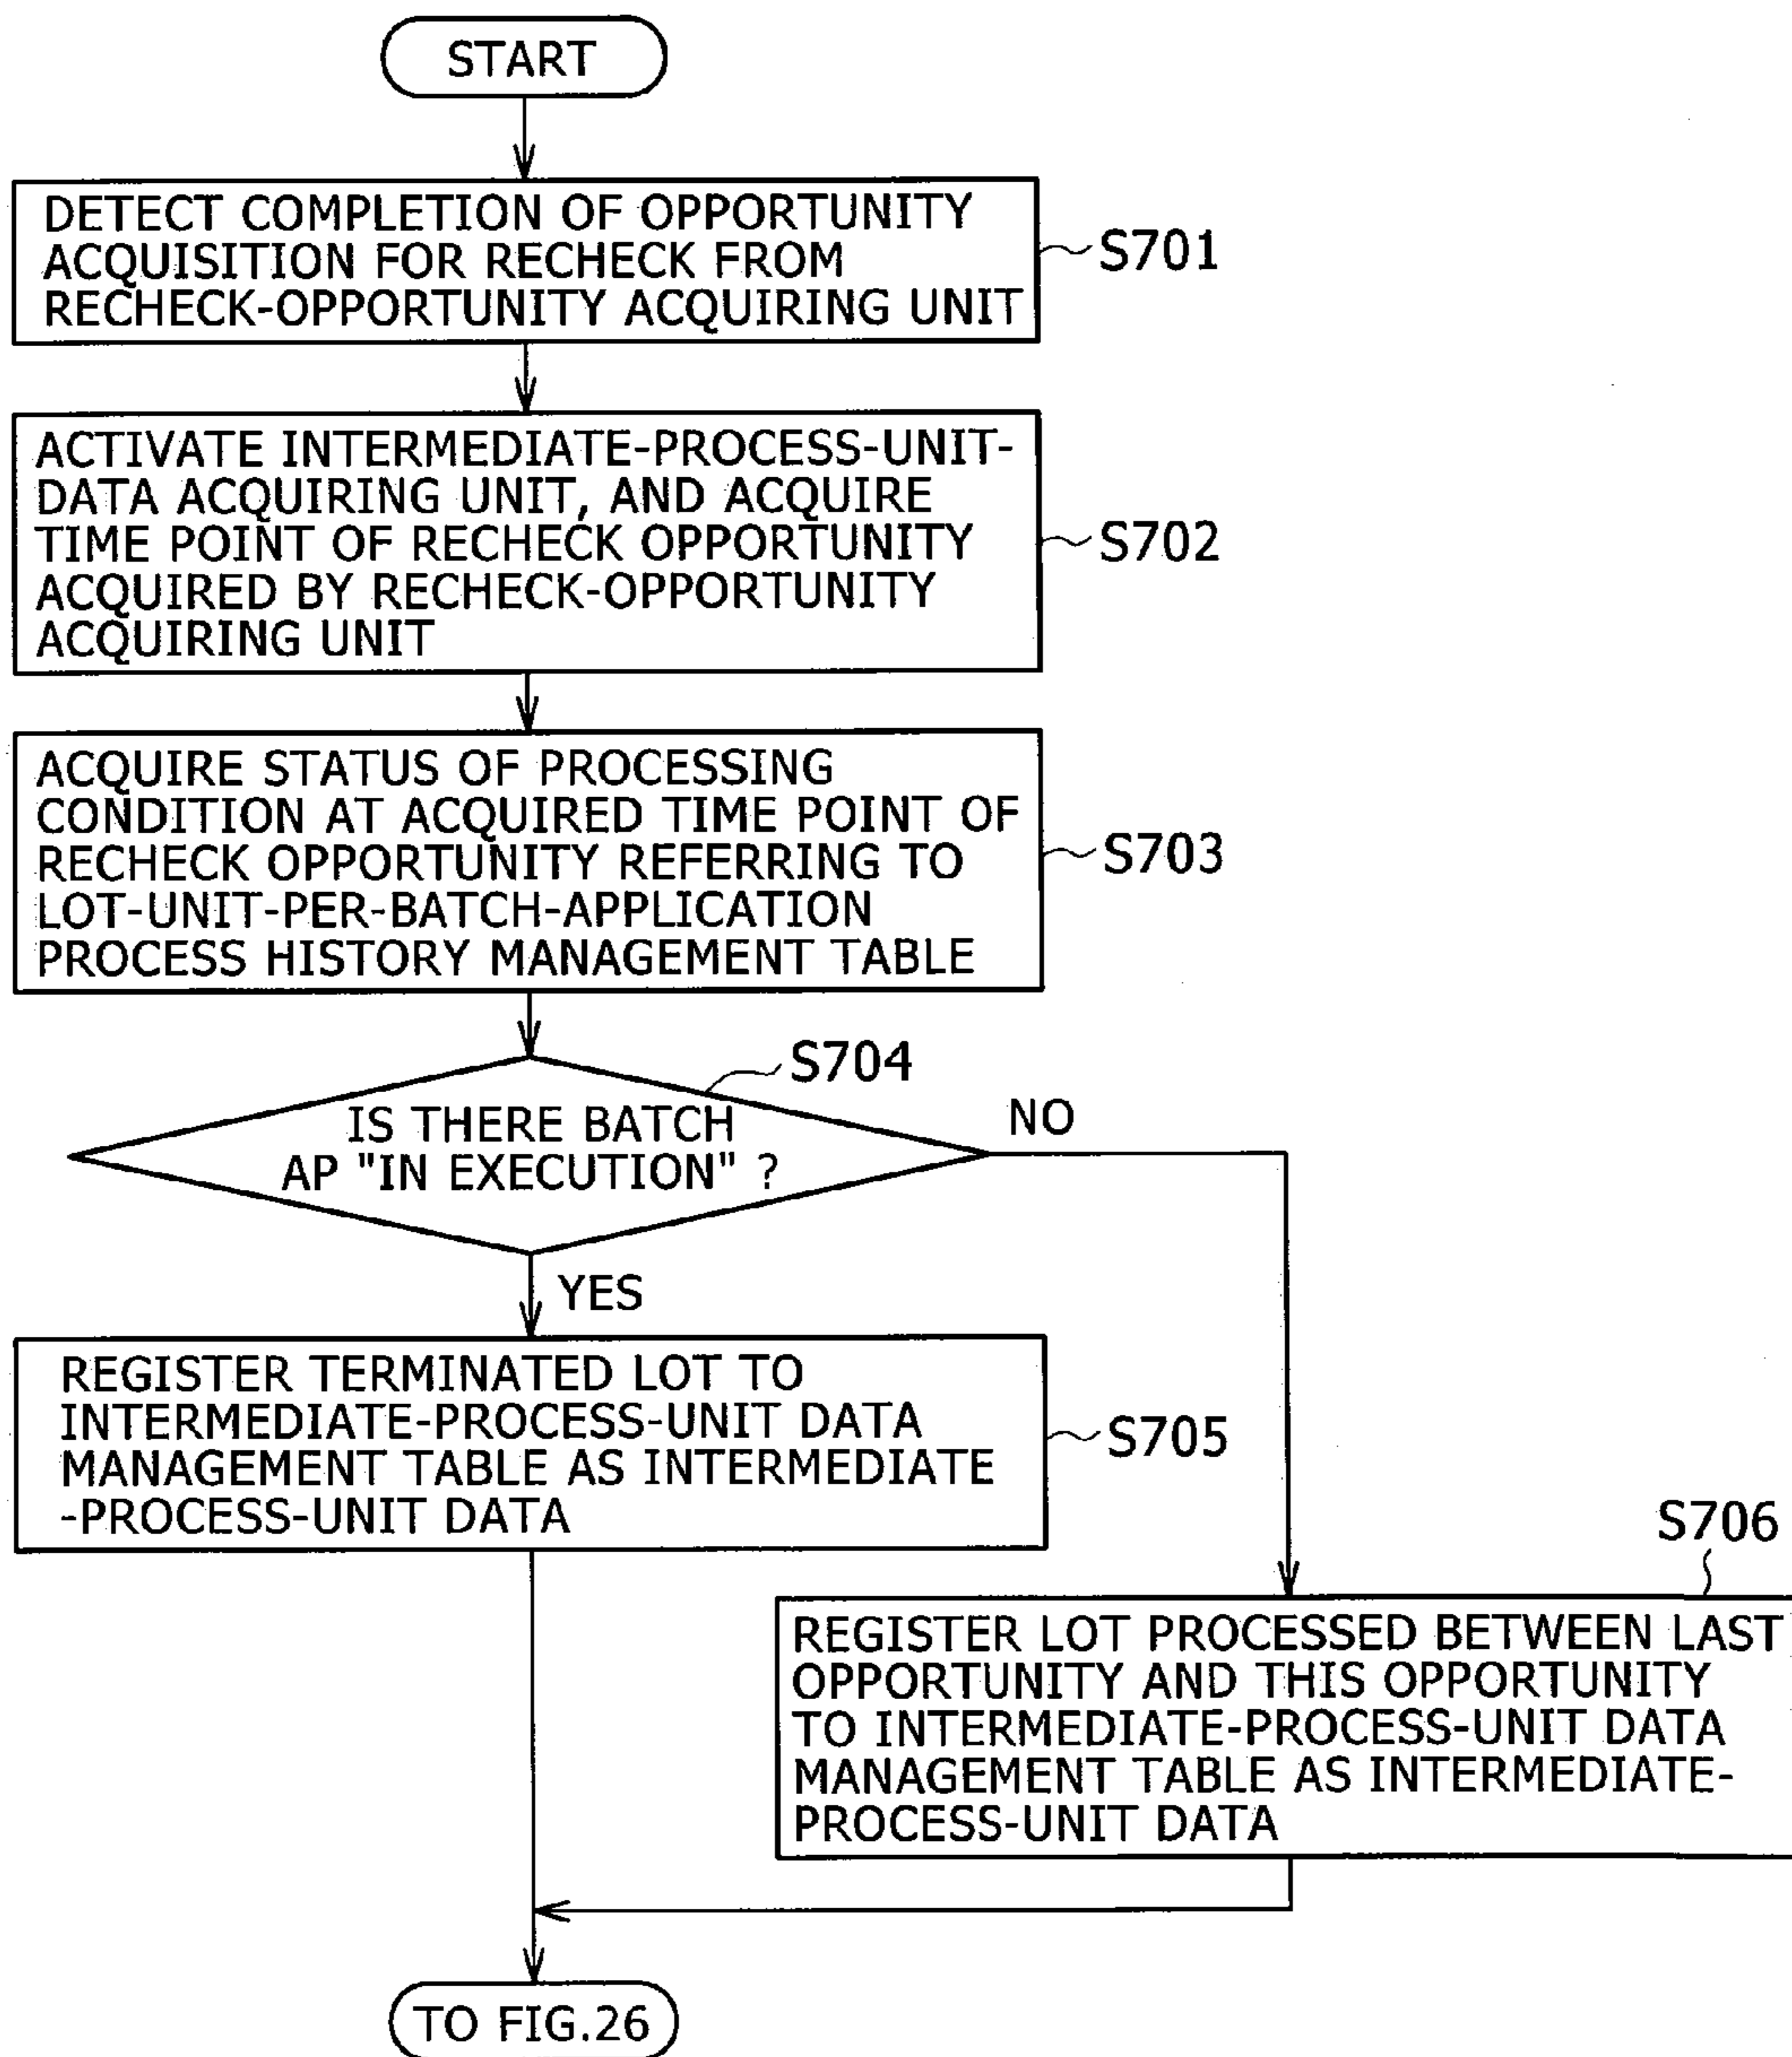 START
DETECT COMPLETION OF OPPORTUNITY
ACQUISITION FOR RECHECK FROM
RECHECK-OPPORTUNITY ACQUIRING UNIT
S701
ACTIVATE INTERMEDIATE-PROCESS-UNIT-
DATA ACQUIRING UNIT, AND ACQUIRE
TIME POINT OF RECHECK OPPORTUNITY
ACQUIRED BY RECHECK-OPPORTUNITY
ACQUIRING UNIT
S702
ACQUIRE STATUS OF PROCESSING
CONDITION AT ACQUIRED TIME POINT OF
RECHECK OPPORTUNITY REFERRING TO
LOT-UNIT-PER-BATCH-APPLICATION
PROCESS HISTORY MANAGEMENT TABLE
S703
S704
IS THERE BATCH
AP "IN EXECUTION" ?
NO
YES
REGISTER TERMINATED LOT TO
INTERMEDIATE-PROCESS-UNIT DATA
MANAGEMENT TABLE AS INTERMEDIATE
-PROCESS-UNIT DATA
S705
S706
REGISTER LOT PROCESSED BETWEEN LAST
OPPORTUNITY AND THIS OPPORTUNITY
TO INTERMEDIATE-PROCESS-UNIT DATA
MANAGEMENT TABLE AS INTERMEDIATE-
PROCESS-UNIT DATA
TO FIG.26